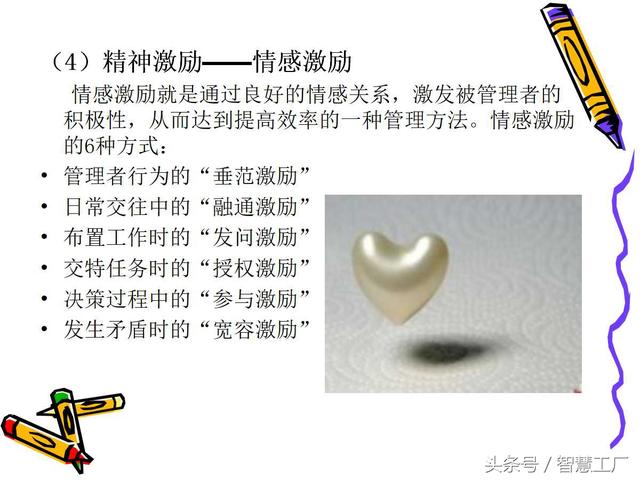 （4）精神激励——情感激励
情感激励就是通过良好的情感关系，激发被管理者的
积极性，从而达到提高效率的一种管理方法。情感激励
的6种方式：
• 管理者行为的“垂范激励”
• 日常交往中的“融通激励”
• 布置工作时的“发问激励”
• 交特任务时的“授权激励”
• 决策过程中的“参与激励”
• 发生矛盾时的“宽容激励”
头条号／智慧工厂